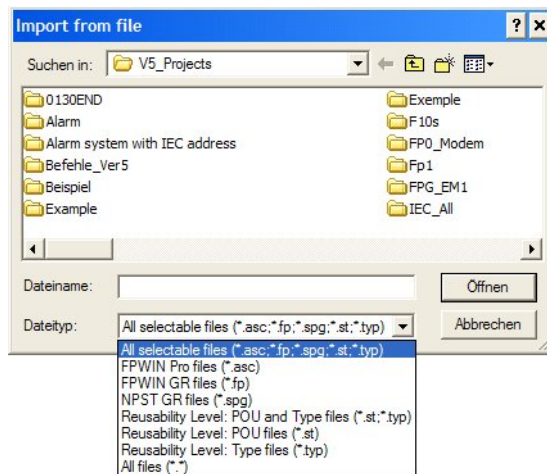 Import from file
Suchen in: V5_Projects
0130END
Alarm
Alarm system with IEC address
Befehle_Ver5
Beispiel
Example
Exemple
F10s
FP0_Modem
Fp1
FPG_EM1
IEC_All
Dateiname:
Öffnen
Dateityp: All selectable files (*.asc;*.fp;*.spg;*.st;*.typ)
Abbrechen
All selectable files (*.asc;*.fp;*.spg;*.st;*.typ)
FPWIN Pro files (*.asc)
FPWIN GR files (*.fp)
NPST GR files (*.spg)
Reusability Level: POU and Type files (*.st;*.typ)
Reusability Level: POU files (*.st)
Reusability Level: Type files (*.typ)
All files (*.*)